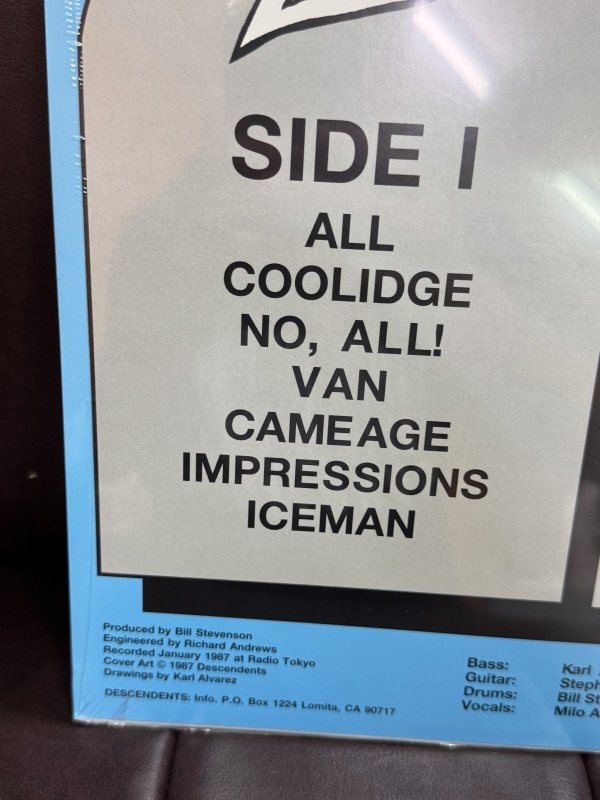 SIDE I
ALL
COOLIDGE
NO, ALL!
VAN
CAMEAGE
IMPRESSIONS
ICEMAN
Produced by Bill Stevenson
Engineered by Richard Andrews
Recorded January 1987 at Radio Tokyo
Cover Art © 1987 Descendents
Drawings by Karl Alvarez
DESCENDENTS: Info. P.O. Box 1224 Lomita, CA 90717
Bass: Karl
Guitar: Steph
Drums: Bill St
Vocals: Milo A